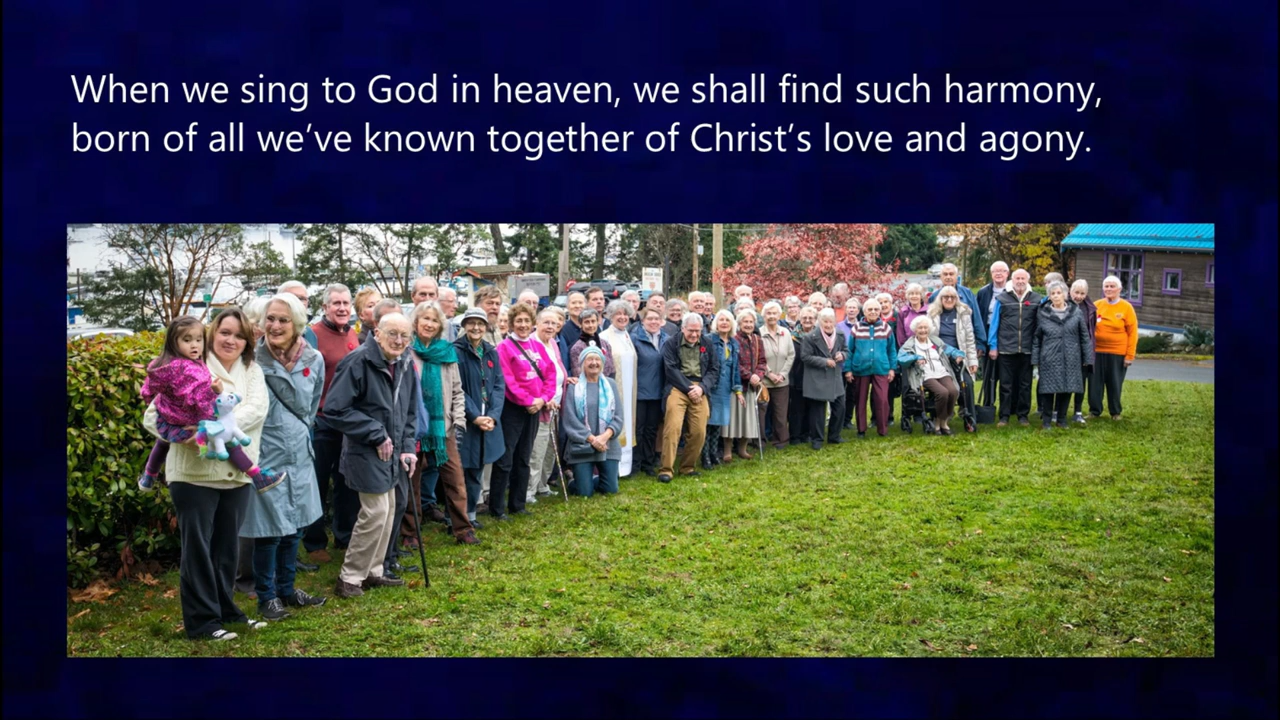 When we sing to God in heaven, we shall find such harmony,
born of all we’ve known together of Christ’s love and agony.